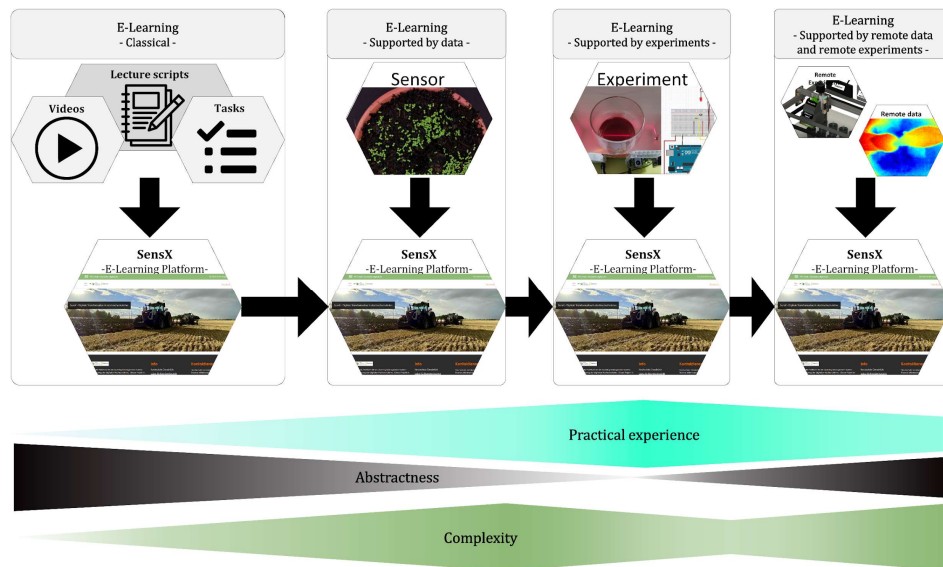 E-Learning
- Classical -
E-Learning
- Supported by data -
E-Learning
- Supported by experiments -
E-Learning
- Supported by remote data
and remote experiments -
Lecture scripts
Videos
Tasks
Sensor
Experiment
Remote
Remote data
SensX
-E-Learning Platform-
SensX
-E-Learning Platform-
SensX
-E-Learning Platform-
SensX
-E-Learning Platform-
Practical experience
Abstractness
Complexity